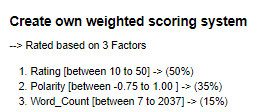 Create own weighted scoring system
--> Rated based on 3 Factors
1. Rating [between 10 to 50] -> (50%)
2. Polarity [between -0.75 to 1.00 ] -> (35%)
3. Word_Count [between 7 to 2037] -> (15%)